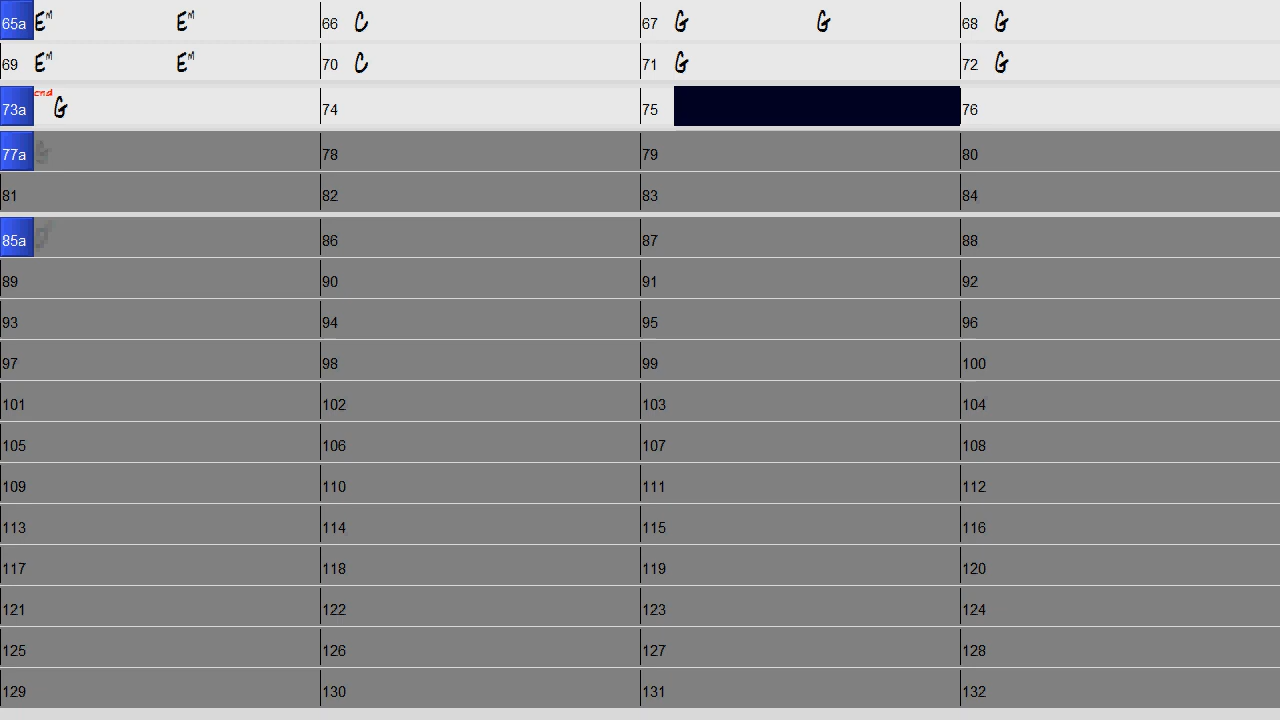 65a Eᴹ Eᴹ 66 C 67 G G 68 G
69 Eᴹ Eᴹ 70 C 71 G 72 G
73a end G 74 75 76
77a 78 79 80
81 82 83 84
85a 86 87 88
89 90 91 92
93 94 95 96
97 98 99 100
101 102 103 104
105 106 107 108
109 110 111 112
113 114 115 116
117 118 119 120
121 122 123 124
125 126 127 128
129 130 131 132